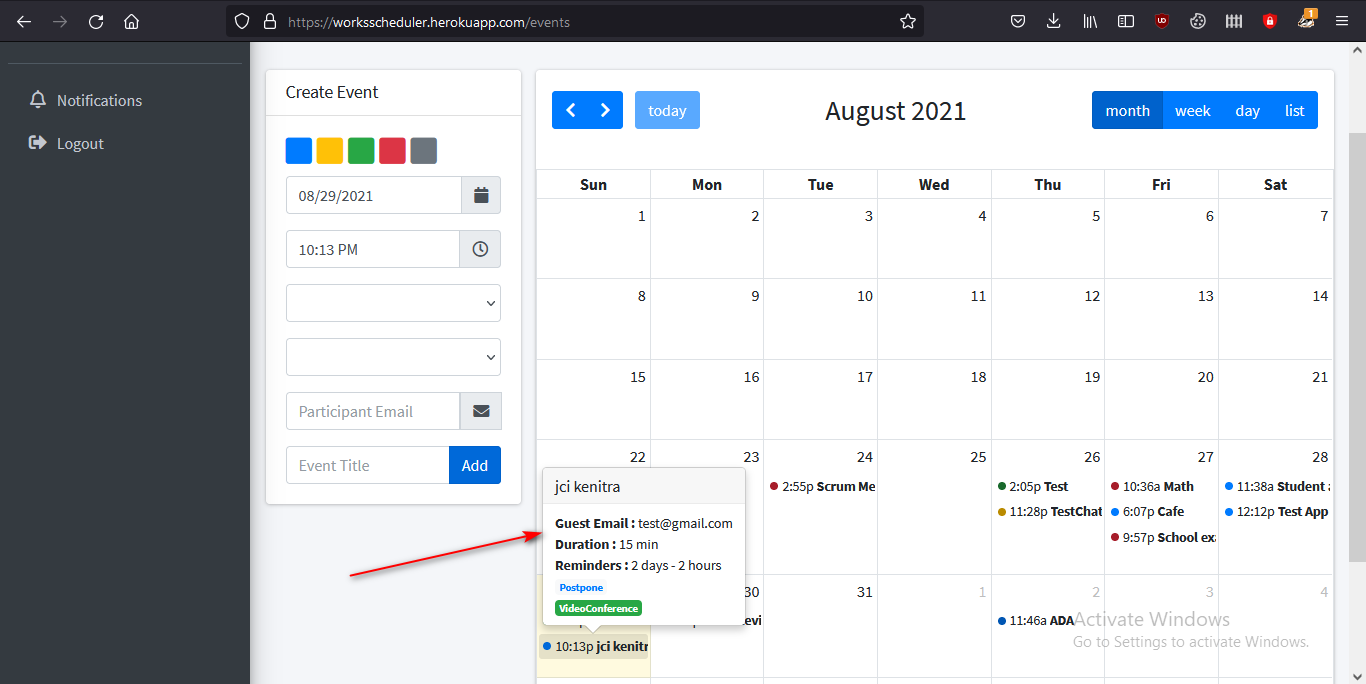 https://worksscheduler.herokuapp.com/events
1
Notifications
Logout
Create Event
08/29/2021
10:13 PM
Participant Email
Event Title
Add
today
August 2021
month week day list
Sun Mon Tue Wed Thu Fri Sat
1 2 3 4 5 6 7
8 9 10 11 12 13 14
15 16 17 18 19 20 21
22 23 24 25 26 27 28
2:55p Scrum Me
2:05p Test
11:28p TestChat
10:36a Math
6:07p Cafe
9:57p School ex
11:38a Student
12:12p Test App
jci kenitra
Guest Email : test@gmail.com
Duration : 15 min
Reminders : 2 days - 2 hours
Postpone
VideoConference
30 31 1 2 3 4
evi
11:46a ADA
10:13p jci kenitr
Activate Windows
Go to Settings to activate Windows.